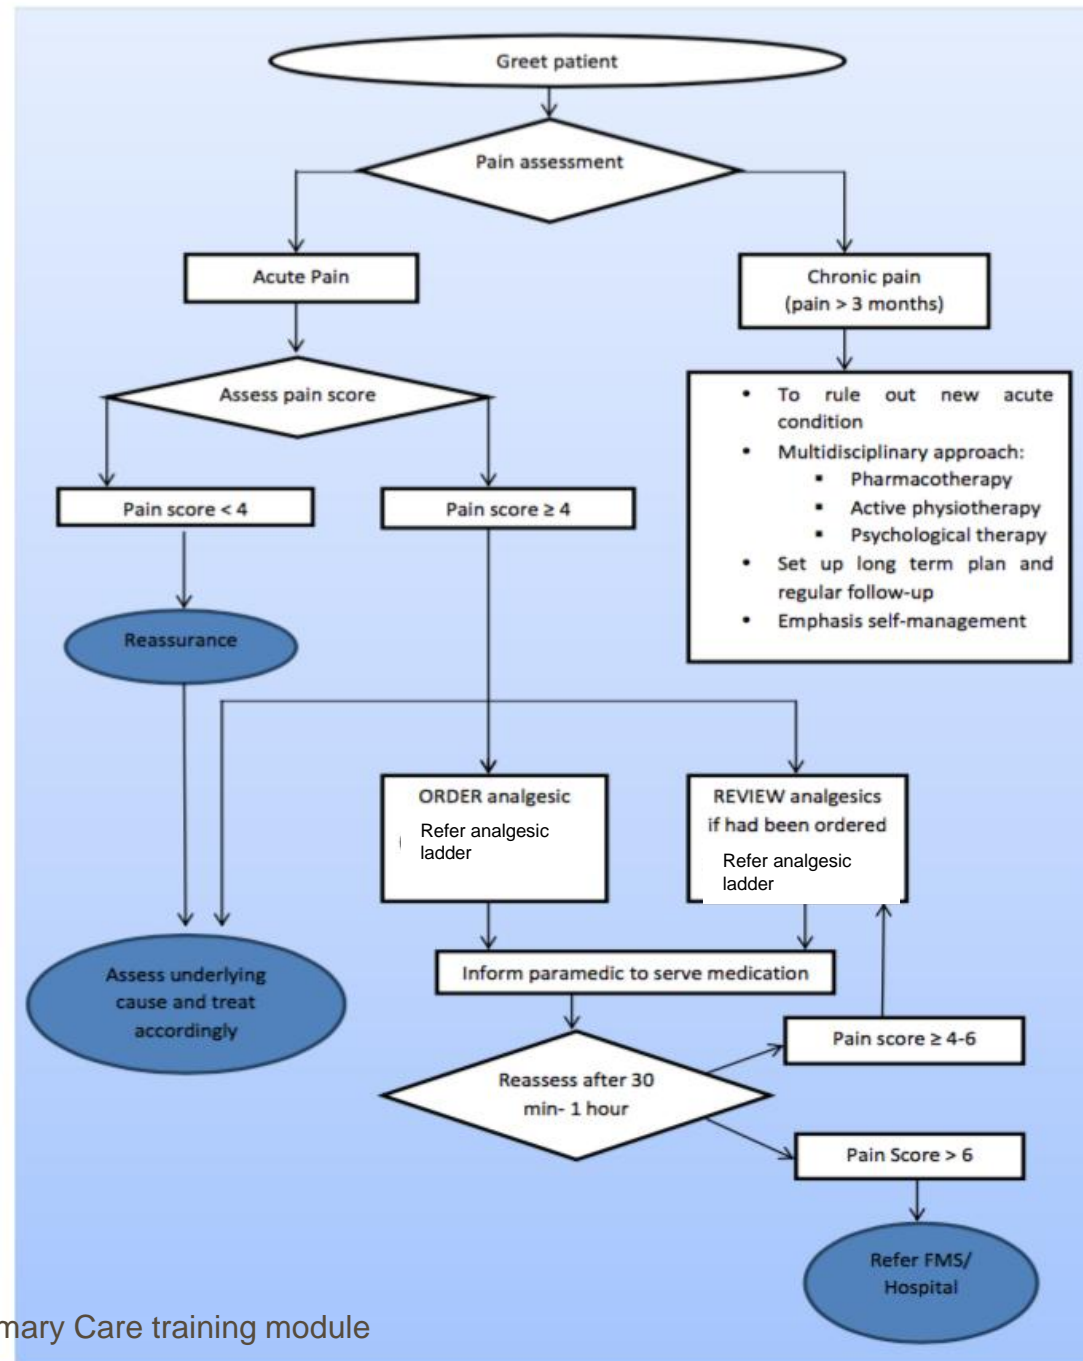 Greet patient
Pain assessment
Acute Pain
Chronic pain
(pain > 3 months)
Assess pain score
• To rule out new acute
condition
• Multidisciplinary approach:
▪ Pharmacotherapy
▪ Active physiotherapy
▪ Psychological therapy
• Set up long term plan and
regular follow-up
• Emphasis self-management
Pain score < 4
Pain score ≥ 4
Reassurance
ORDER analgesic
Refer analgesic
ladder
REVIEW analgesics
if had been ordered
Refer analgesic
ladder
Assess underlying
cause and treat
accordingly
Inform paramedic to serve medication
Pain score ≥ 4-6
Reassess after 30
min- 1 hour
Pain Score > 6
Refer FMS/
Hospital
mary Care training module